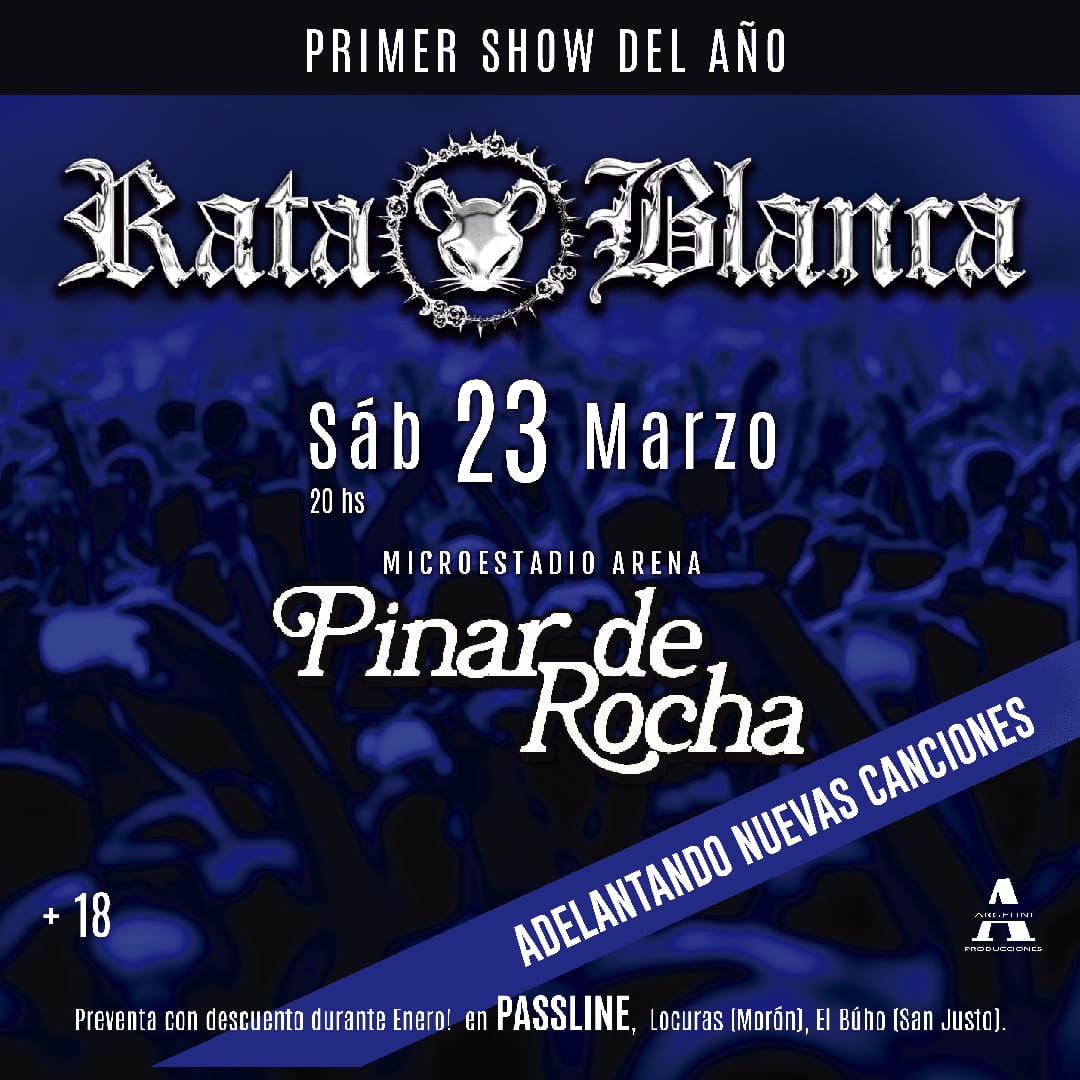 PRIMER SHOW DEL AÑO
Rata Blanca
Sáb 23 Marzo
20 hs
MICROESTADIO ARENA
Pinar de
Rocha
ADELANTANDO NUEVAS CANCIONES
+ 18
A
PRODUCCIONES
Preventa con descuento durante Enero! en PASSLINE, Locuras (Morón), El Búho (San Justo).